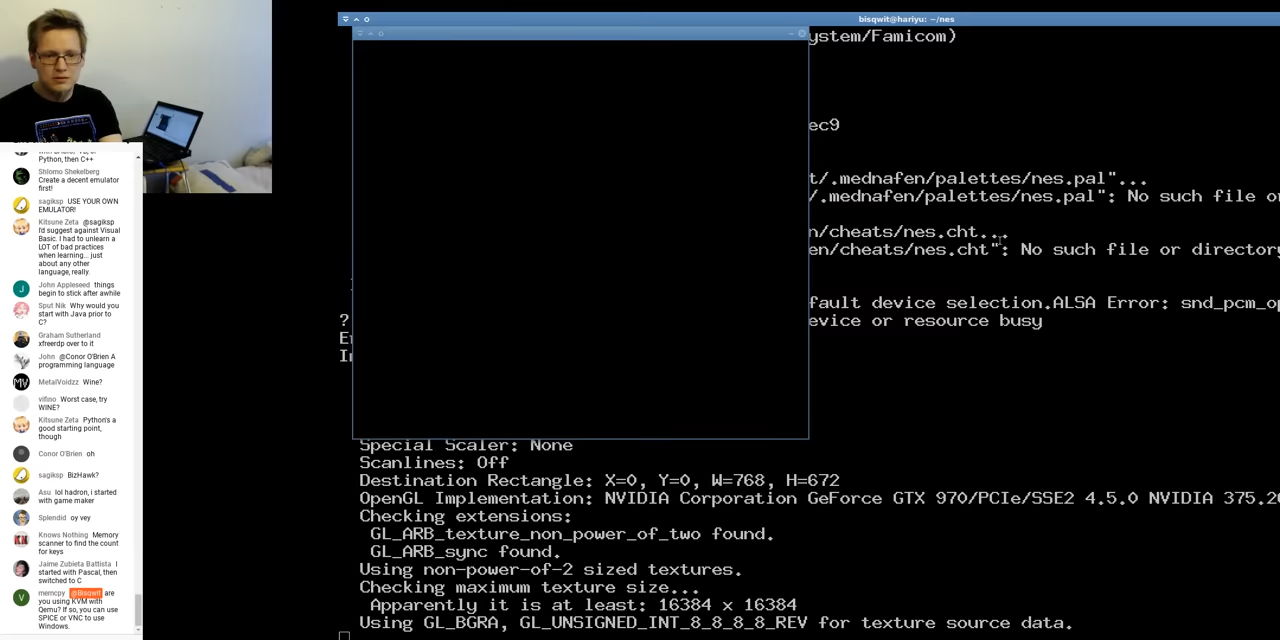 bisqwit@hariyu: ~/nes
ystem/Famicom)
ec9
t/.mednafen/palettes/nes.pal"...
/.mednafen/palettes/nes.pal": No such file or
n/cheats/nes.cht...
en/cheats/nes.cht": No such file or directory
fault device selection.ALSA Error: snd_pcm_op
?
evice or resource busy
Special Scaler: None
Scanlines: Off
Destination Rectangle: X=0, Y=0, W=768, H=672
OpenGL Implementation: NVIDIA Corporation GeForce GTX 970/PCIe/SSE2 4.5.0 NVIDIA 375.20
Checking extensions:
GL_ARB_texture_non_power_of_two found.
GL_ARB_sync found.
Using non-power-of-2 sized textures.
Checking maximum texture size...
Apparently it is at least: 16384 x 16384
Using GL_BGRA, GL_UNSIGNED_INT_8_8_8_8_REV for texture source data.
Python, then C++
Shlomo Shekelberg
Create a decent emulator
first!
sagiksp USE YOUR OWN
EMULATOR!
Kitsune Zeta @sagiksp
I'd suggest against Visual
Basic. I had to unlearn a
LOT of bad practices
when learning... just
about any other
language, really.
John Appleseed things
begin to stick after awhile
Sput Nik Why would you
start with Java prior to
C?
Graham Sutherland
xfreerdp over to it
John @Conor O'Brien A
programming language
MetalVoidzz Wine?
vifino Worst case, try
WINE?
Kitsune Zeta Python's a
good starting point,
though
Conor O'Brien oh
sagiksp BizHawk?
Asu lol hadron, i started
with game maker
Splendid oy vey
Knows Nothing Memory
scanner to find the count
for keys
Jaime Zubieta Battista I
started with Pascal, then
switched to C
memcpy @Bisqwit are
you using KVM with
Qemu? If so, you can use
SPICE or VNC to use
Windows.